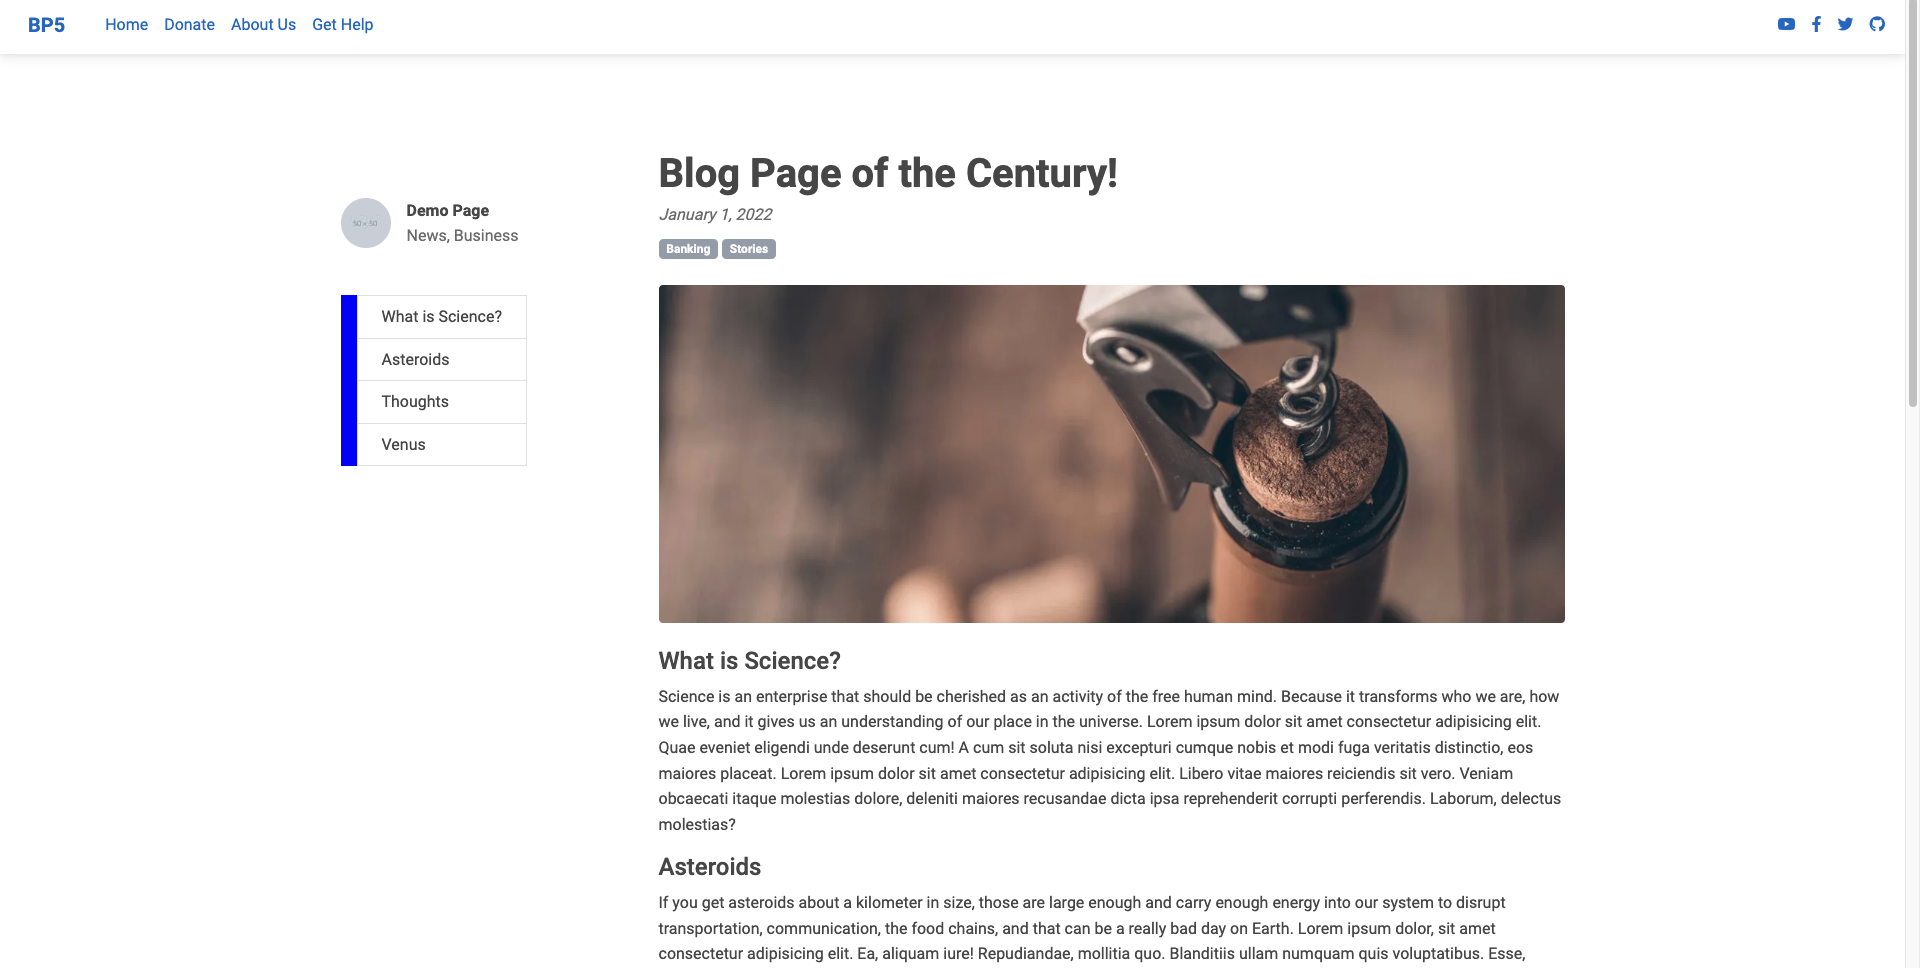 BP5 Home Donate About Us Get Help
Blog Page of the Century!
January 1, 2022
Banking Stories
50 × 50
Demo Page
News, Business
What is Science?
Asteroids
Thoughts
Venus
What is Science?
Science is an enterprise that should be cherished as an activity of the free human mind. Because it transforms who we are, how
we live, and it gives us an understanding of our place in the universe. Lorem ipsum dolor sit amet consectetur adipisicing elit.
Quae eveniet eligendi unde deserunt cum! A cum sit soluta nisi excepturi cumque nobis et modi fuga veritatis distinctio, eos
maiores placeat. Lorem ipsum dolor sit amet consectetur adipisicing elit. Libero vitae maiores reiciendis sit vero. Veniam
obcaecati itaque molestias dolore, deleniti maiores recusandae dicta ipsa reprehenderit corrupti perferendis. Laborum, delectus
molestias?
Asteroids
If you get asteroids about a kilometer in size, those are large enough and carry enough energy into our system to disrupt
transportation, communication, the food chains, and that can be a really bad day on Earth. Lorem ipsum dolor, sit amet
consectetur adipisicing elit. Ea, aliquam iure! Repudiandae, mollitia quo. Blanditiis ullam numquam quis voluptatibus. Esse,